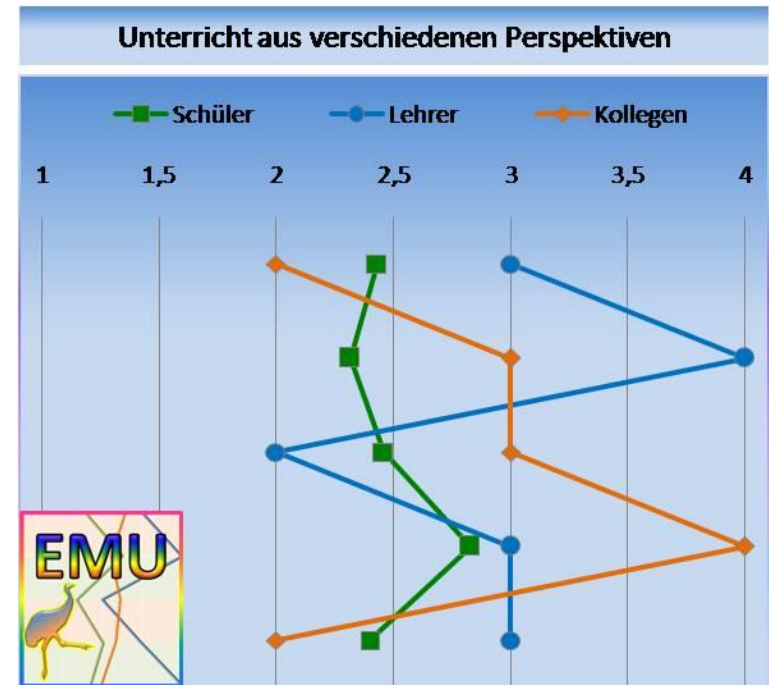 Unterricht aus verschiedenen Perspektiven
Schüler Lehrer Kollegen
1 1,5 2 2,5 3 3,5 4
EMU